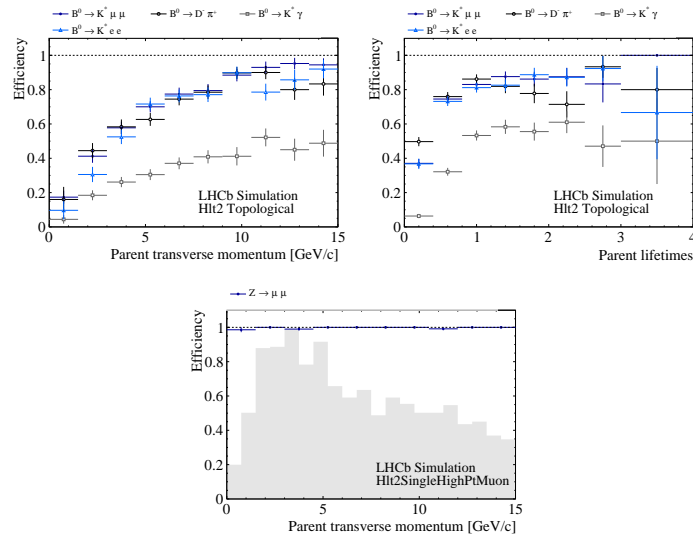 B⁰ → K* μ μ   B⁰ → D⁻ π⁺   B⁰ → K* γ
B⁰ → K* e e
Efficiency
1
0.8
0.6
0.4
0.2
0
0 5 10 15
LHCb Simulation
Hlt2 Topological
Parent transverse momentum [GeV/c]
B⁰ → K* μ μ   B⁰ → D⁻ π⁺   B⁰ → K* γ
B⁰ → K* e e
Efficiency
1
0.8
0.6
0.4
0.2
0
0 1 2 3 4
LHCb Simulation
Hlt2 Topological
Parent lifetimes
Z → μ μ
Efficiency
1
0.8
0.6
0.4
0.2
0
0 5 10 15
LHCb Simulation
Hlt2SingleHighPtMuon
Parent transverse momentum [GeV/c]